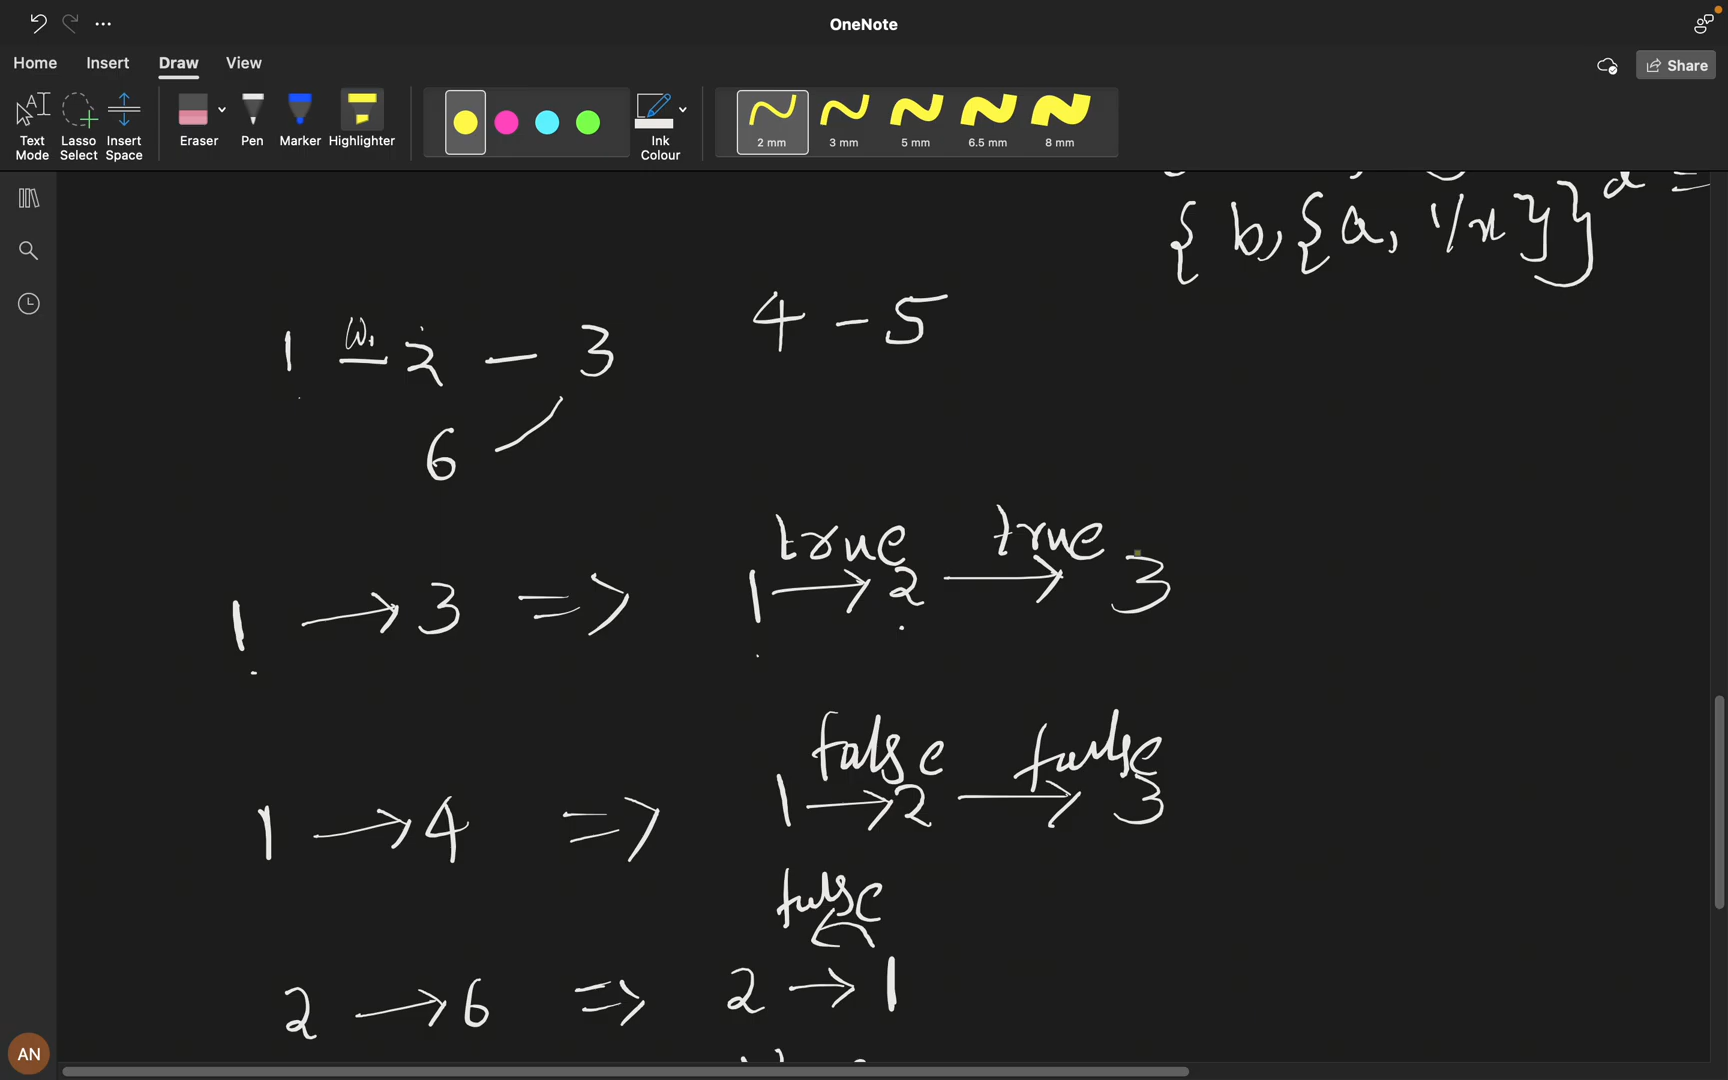 OneNote
Home Insert Draw View
Share
Text Mode
Lasso Select
Insert Space
Eraser
Pen
Marker
Highlighter
Ink Colour
2 mm
3 mm
5 mm
6.5 mm
8 mm
{ b, {a, 1/x }}
1 — 2 — 3
4 - 5
6
true true
1 → 3 => 1 → 2 → 3
false false
1 → 4 => 1 → 2 → 3
false
2 → 6 => 2 → 1
AN